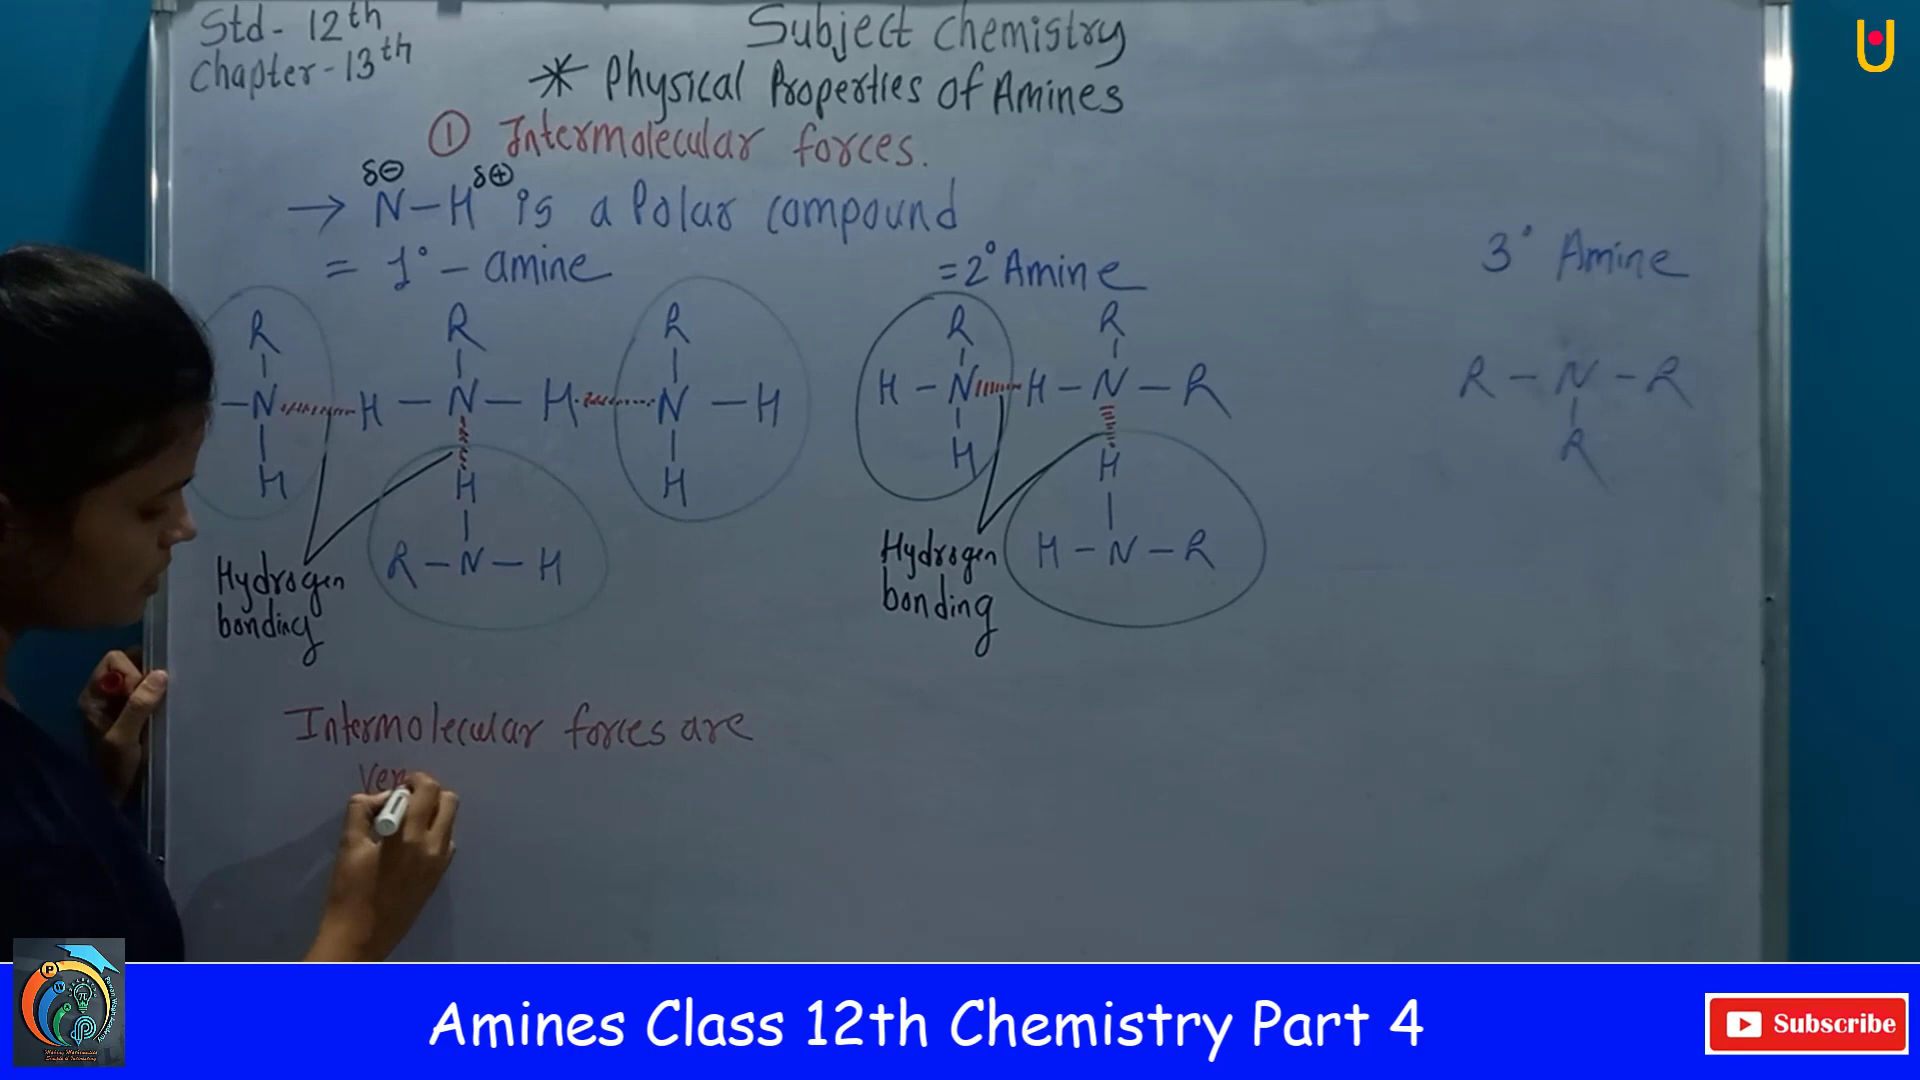 Std- 12th
Chapter-13th
Subject Chemistry
* Physical Properties of Amines
① Intermolecular forces.
δ⊖ δ⊕
→ N-H is a Polar compound
= 1° - amine
=2° Amine
3° Amine
R R R R R
-N H - N - H N - H H - N H - N - R R - N - R
H H H H H R
R - N - H H - N - R
Hydrogen
bonding
Hydrogen
bonding
Intermolecular forces are
Ver
Amines Class 12th Chemistry Part 4
Subscribe